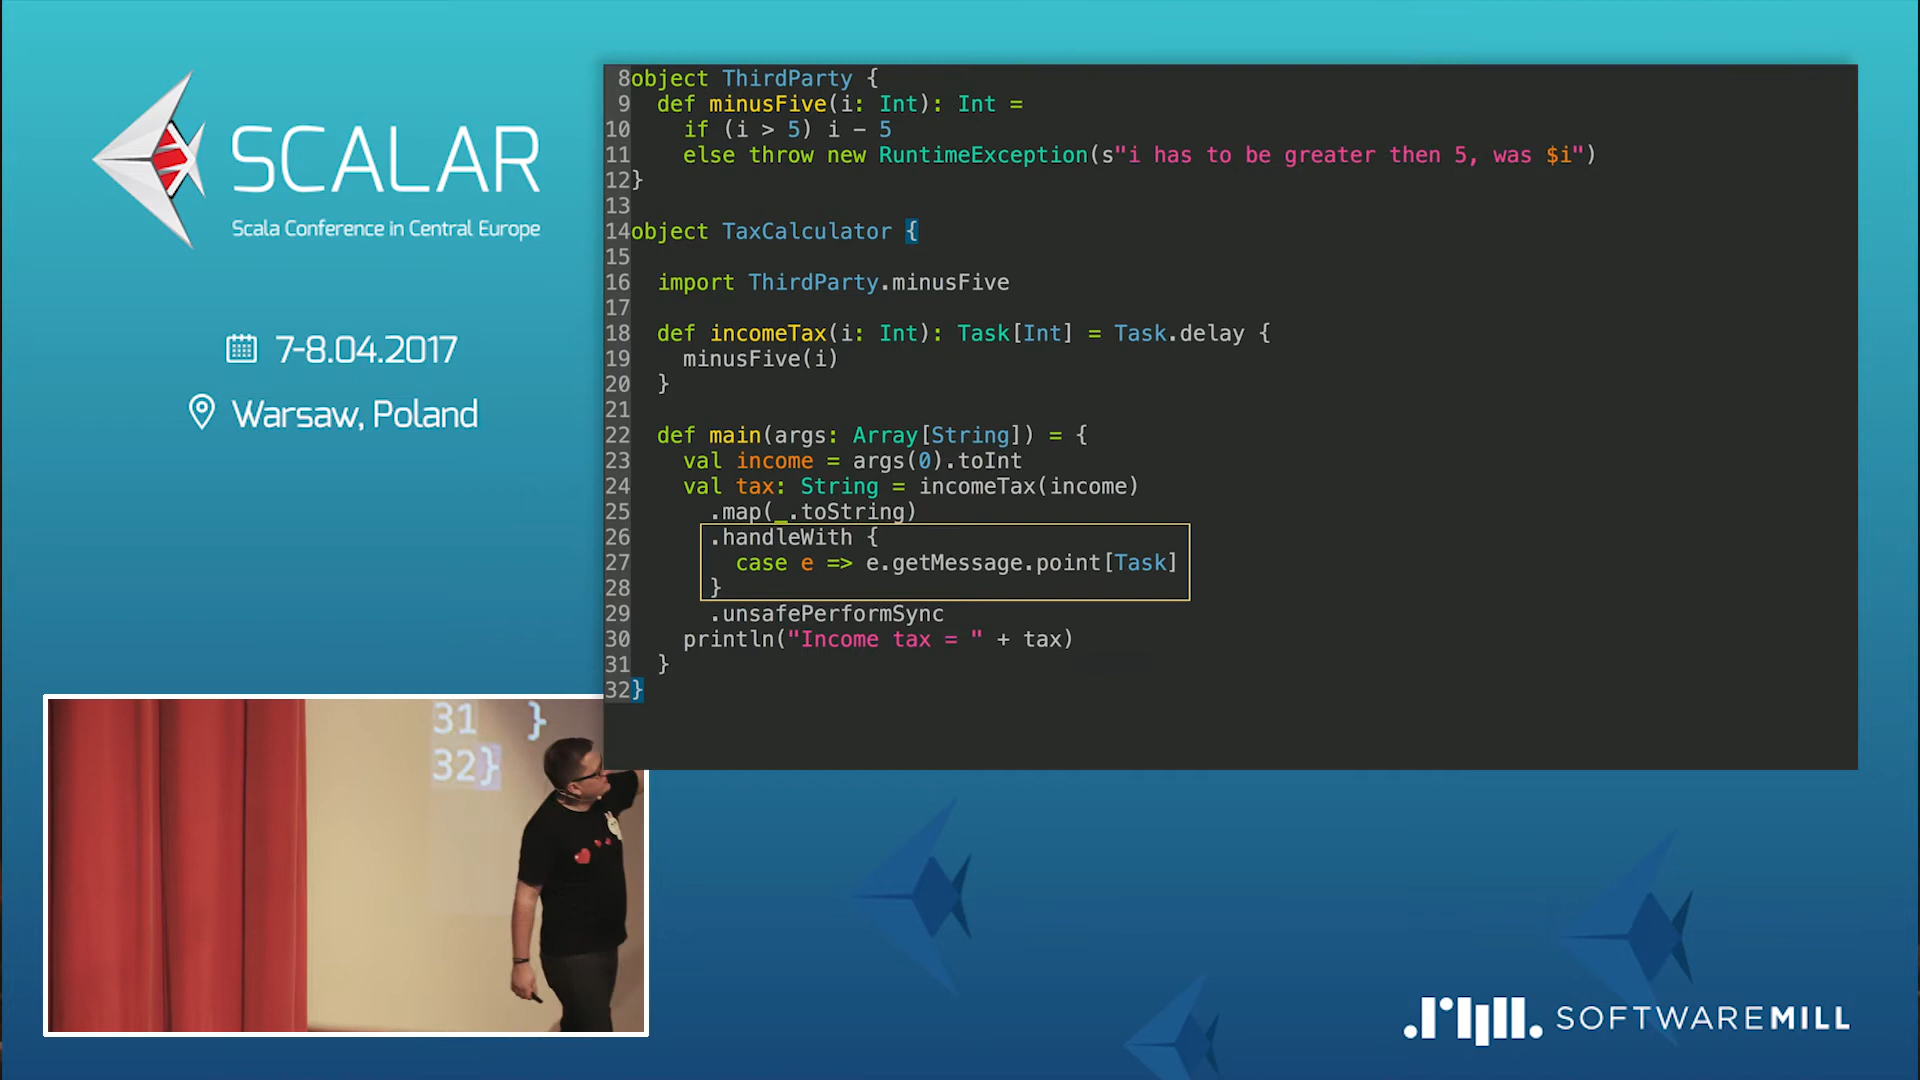 SCALAR
Scala Conference in Central Europe
7-8.04.2017
Warsaw, Poland
8object ThirdParty {
9  def minusFive(i: Int): Int =
10    if (i > 5) i - 5
11    else throw new RuntimeException(s"i has to be greater then 5, was $i")
12}
13
14object TaxCalculator {
15
16  import ThirdParty.minusFive
17
18  def incomeTax(i: Int): Task[Int] = Task.delay {
19    minusFive(i)
20  }
21
22  def main(args: Array[String]) = {
23    val income = args(0).toInt
24    val tax: String = incomeTax(income)
25      .map(_.toString)
26      .handleWith {
27        case e => e.getMessage.point[Task]
28      }
29      .unsafePerformSync
30    println("Income tax = " + tax)
31  }
32}
31 }
32}
SOFTWAREMILL